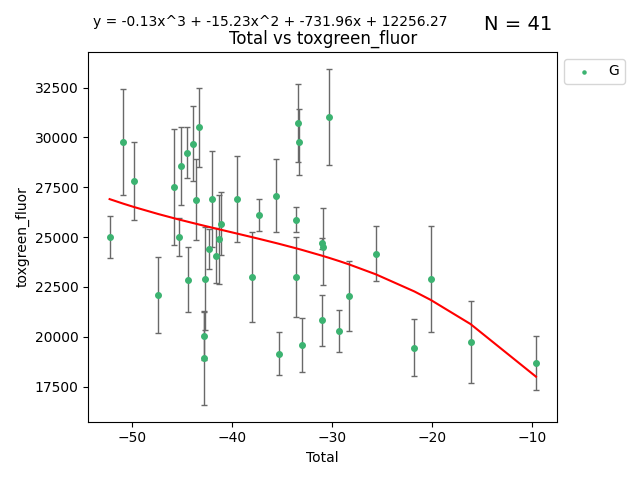 y = -0.13x^3 + -15.23x^2 + -731.96x + 12256.27
N = 41
Total vs toxgreen_fluor
G
toxgreen_fluor
32500
30000
27500
25000
22500
20000
17500
−50
−40
−30
−20
−10
Total